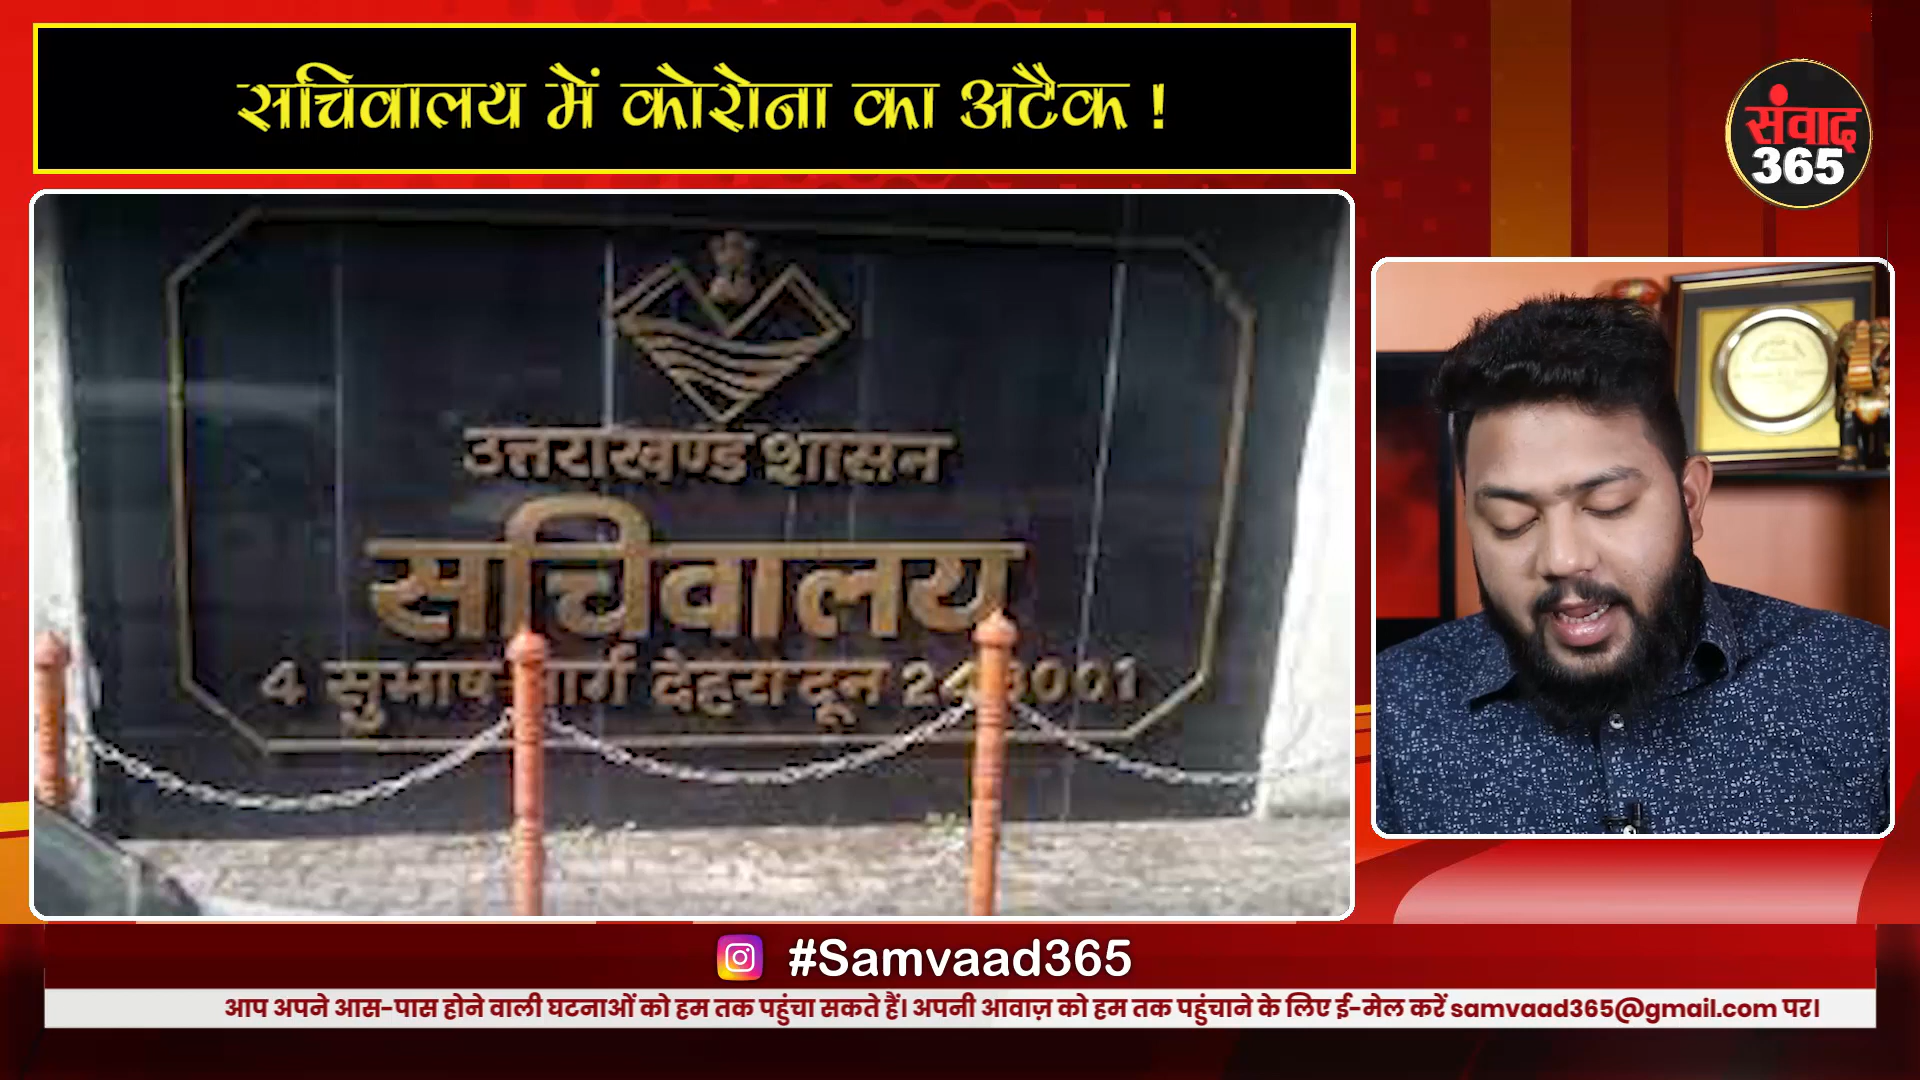 सचिवालय में कोरोना का अटैक !
संवाद
365
उत्तराखण्ड शासन
सचिवालय
4 सुभाष मार्ग देहरादून
#Samvaad365
आप अपने आस-पास होने वाली घटनाओं को हम तक पहुंचा सकते हैं। अपनी आवाज़ को हम तक पहुंचाने के लिए ई-मेल करें samvaad365@gmail.com पर।